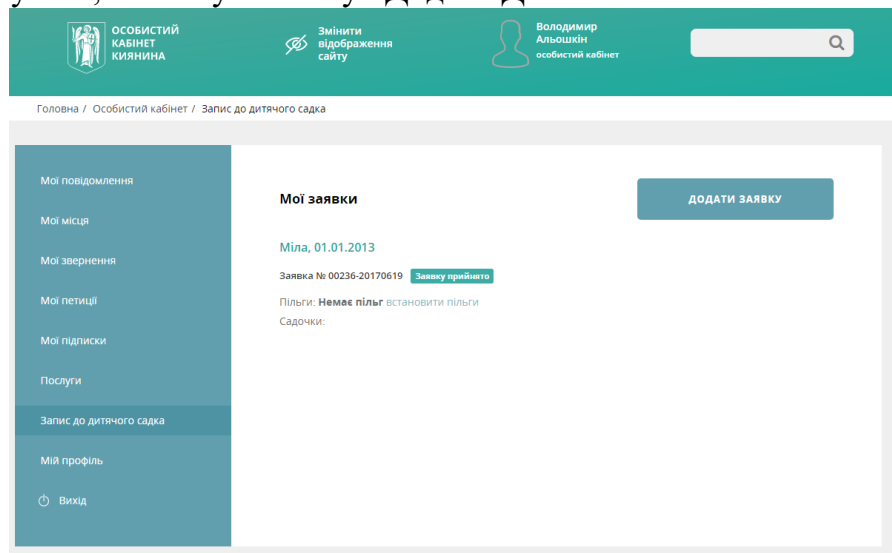 ОСОБИСТИЙ
КАБІНЕТ
КИЯНИНА
Змінити
відображення
сайту
Володимир
Альошкін
особистий кабінет
Головна / Особистий кабінет / Запис до дитячого садка
Мої повідомлення
Мої місця
Мої звернення
Мої петиції
Мої підписки
Послуги
Запис до дитячого садка
Мій профіль
Вихід
Мої заявки
ДОДАТИ ЗАЯВКУ
Міла, 01.01.2013
Заявка № 00236-20170619 Заявку прийнято
Пільги: Немає пільг встановити пільги
Садочки: